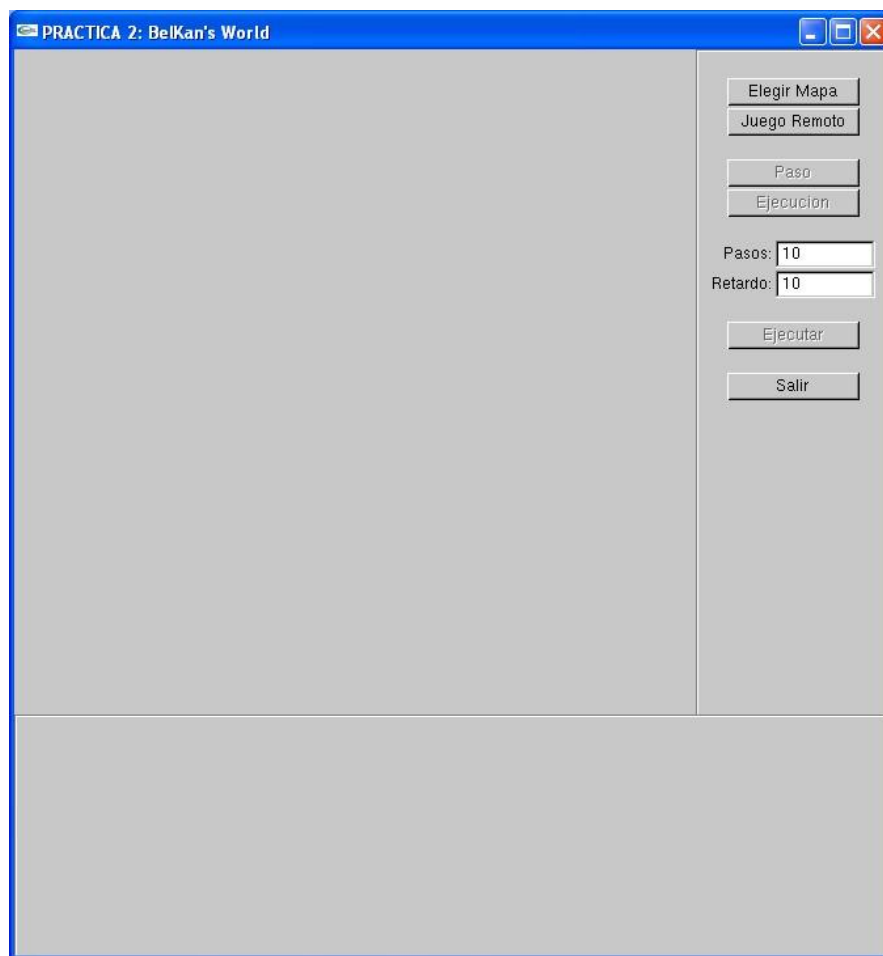 PRACTICA 2: BelKan's World
Elegir Mapa
Juego Remoto
Paso
Ejecucion
Pasos: 10
Retardo: 10
Ejecutar
Salir